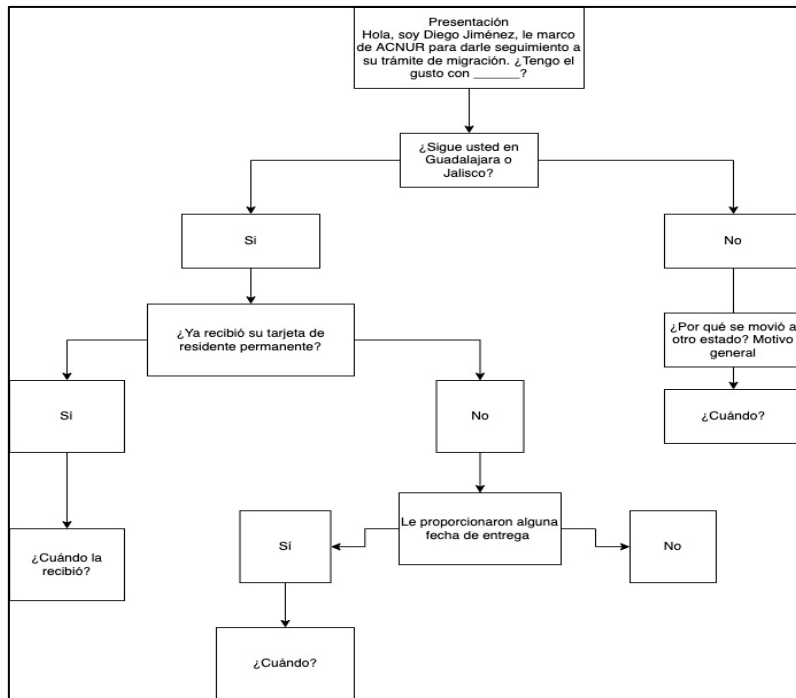 Presentación
Hola, soy Diego Jiménez, le marco
de ACNUR para darle seguimiento a
su trámite de migración. ¿Tengo el
gusto con ______?
¿Sigue usted en
Guadalajara o
Jalisco?
Si
No
¿Ya recibió su tarjeta de
residente permanente?
¿Por qué se movió a
otro estado? Motivo
general
Sí
No
¿Cuándo?
Le proporcionaron alguna
fecha de entrega
¿Cuándo la
recibió?
Sí
No
¿Cuándo?